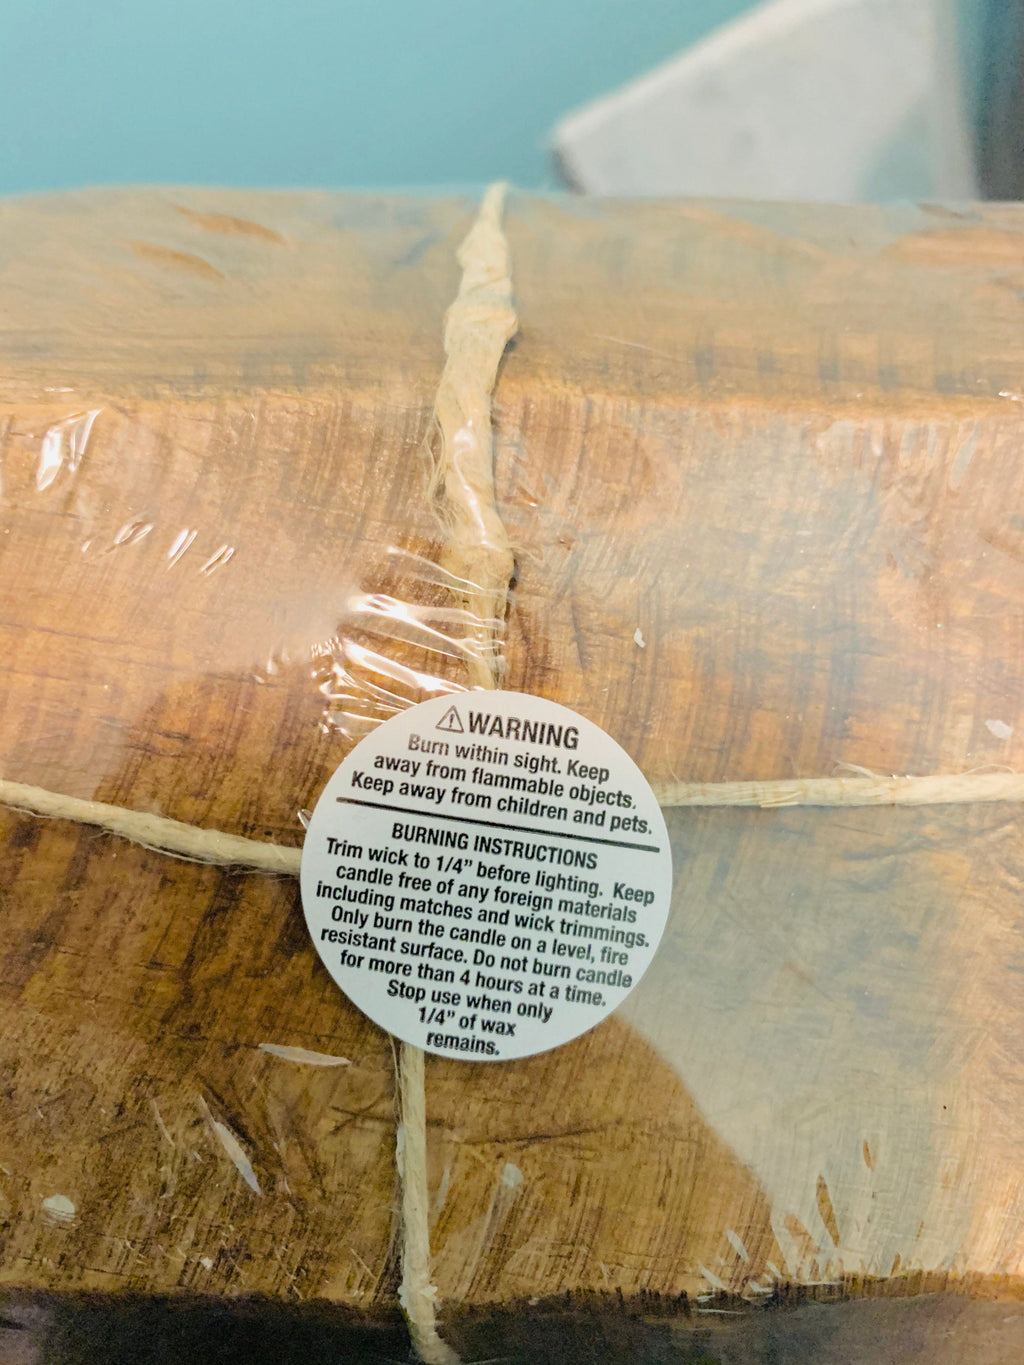 ⚠WARNING
Burn within sight. Keep
away from flammable objects.
Keep away from children and pets.
BURNING INSTRUCTIONS
Trim wick to 1/4” before lighting. Keep
candle free of any foreign materials
including matches and wick trimmings.
Only burn the candle on a level, fire
resistant surface. Do not burn candle
for more than 4 hours at a time.
Stop use when only
1/4” of wax
remains.